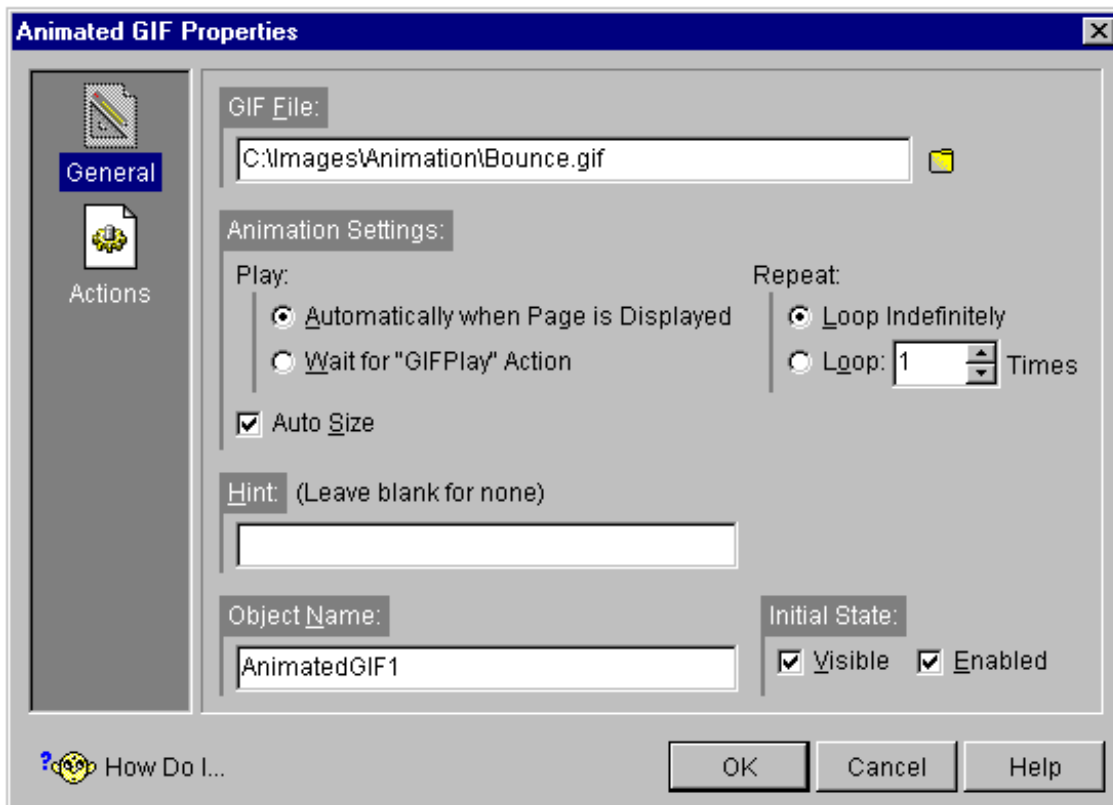 Animated GIF Properties
General
Actions
GIF File:
C:\Images\Animation\Bounce.gif
Animation Settings:
Play:
Automatically when Page is Displayed
Wait for "GIFPlay" Action
Repeat:
Loop Indefinitely
Loop: 1 Times
Auto Size
Hint: (Leave blank for none)
Object Name:
AnimatedGIF1
Initial State:
Visible Enabled
? How Do I...
OK Cancel Help